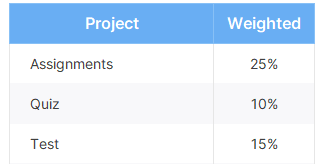 Project Weighted
Assignments 25%
Quiz 10%
Test 15%